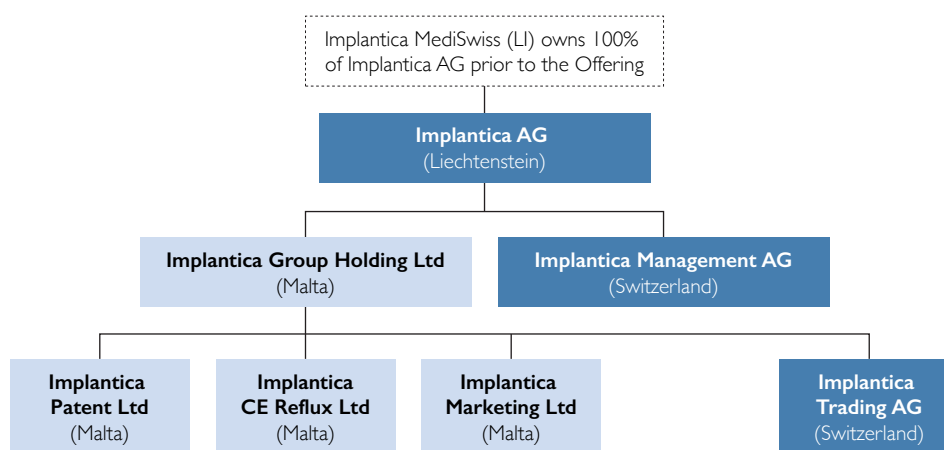 Implantica MediSwiss (LI) owns 100%
of Implantica AG prior to the Offering
Implantica AG
(Liechtenstein)
Implantica Group Holding Ltd
(Malta)
Implantica Management AG
(Switzerland)
Implantica
Patent Ltd
(Malta)
Implantica
CE Reflux Ltd
(Malta)
Implantica
Marketing Ltd
(Malta)
Implantica
Trading AG
(Switzerland)